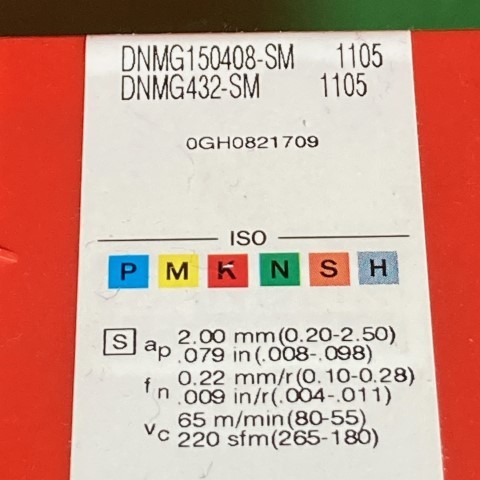 DNMG150408-SM 1105
DNMG432-SM 1105
0GH0821709
ISO
P M K N S H
S ap 2.00 mm(0.20-2.50)
.079 in(.008-.098)
fn 0.22 mm/r(0.10-0.28)
.009 in/r(.004-.011)
vc 65 m/min(80-55)
220 sfm(265-180)